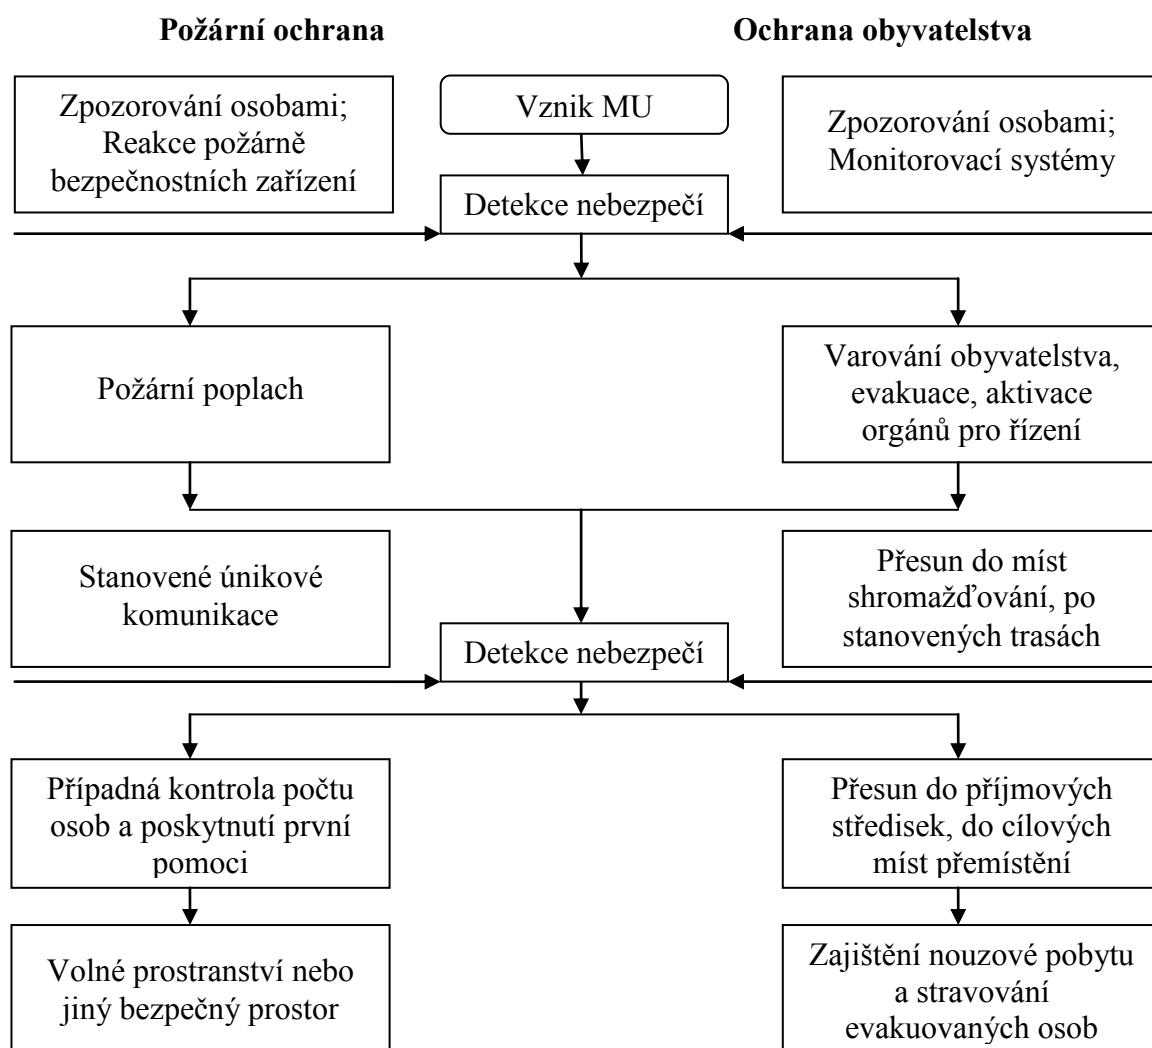 Požární ochrana
Ochrana obyvatelstva
Zpozorování osobami;
Reakce požárně
bezpečnostních zařízení
Vznik MU
Zpozorování osobami;
Monitorovací systémy
Detekce nebezpečí
Požární poplach
Varování obyvatelstva,
evakuace, aktivace
orgánů pro řízení
Stanovené únikové
komunikace
Přesun do míst
shromažďování, po
stanovených trasách
Detekce nebezpečí
Případná kontrola počtu
osob a poskytnutí první
pomoci
Přesun do příjmových
středisek, do cílových
míst přemístění
Volné prostranství nebo
jiný bezpečný prostor
Zajištění nouzové pobytu
a stravování
evakuovaných osob